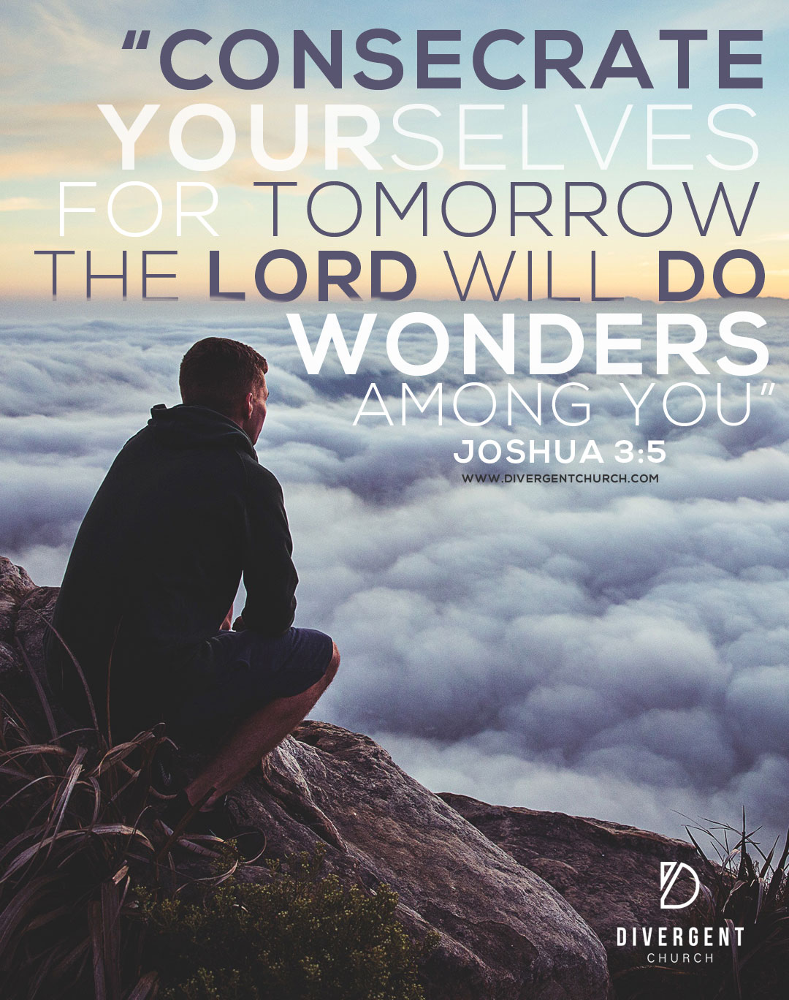 “CONSECRATE
YOURSELVES
FOR TOMORROW
THE LORD WILL DO
WONDERS
AMONG YOU”
JOSHUA 3:5
WWW.DIVERGENTCHURCH.COM
DIVERGENT
CHURCH